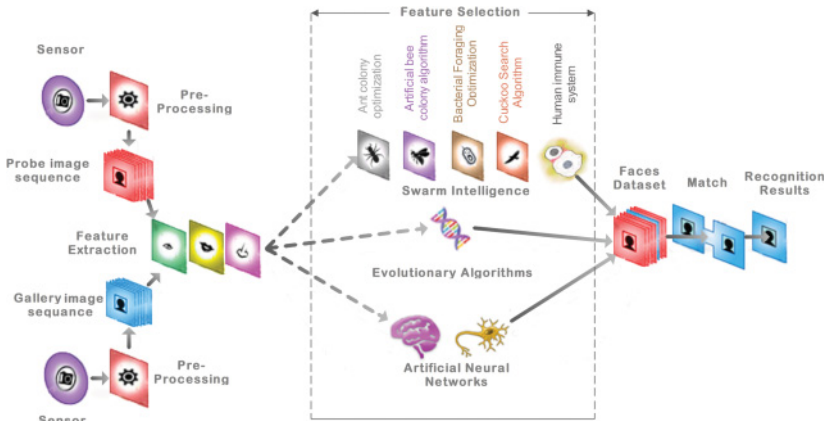 Feature Selection
Sensor
Pre-
Processing
Probe image
sequence
Feature
Extraction
Gallery image
sequance
Pre-
Processing
Sensor
Ant colony
optimization
Artificial bee
colony algorithm
Bacterial Foraging
Optimization
Cuckoo Search
Algorithm
Human immune
system
Swarm Intelligence
Evolutionary Algorithms
Artificial Neural
Networks
Faces
Dataset
Match
Recognition
Results